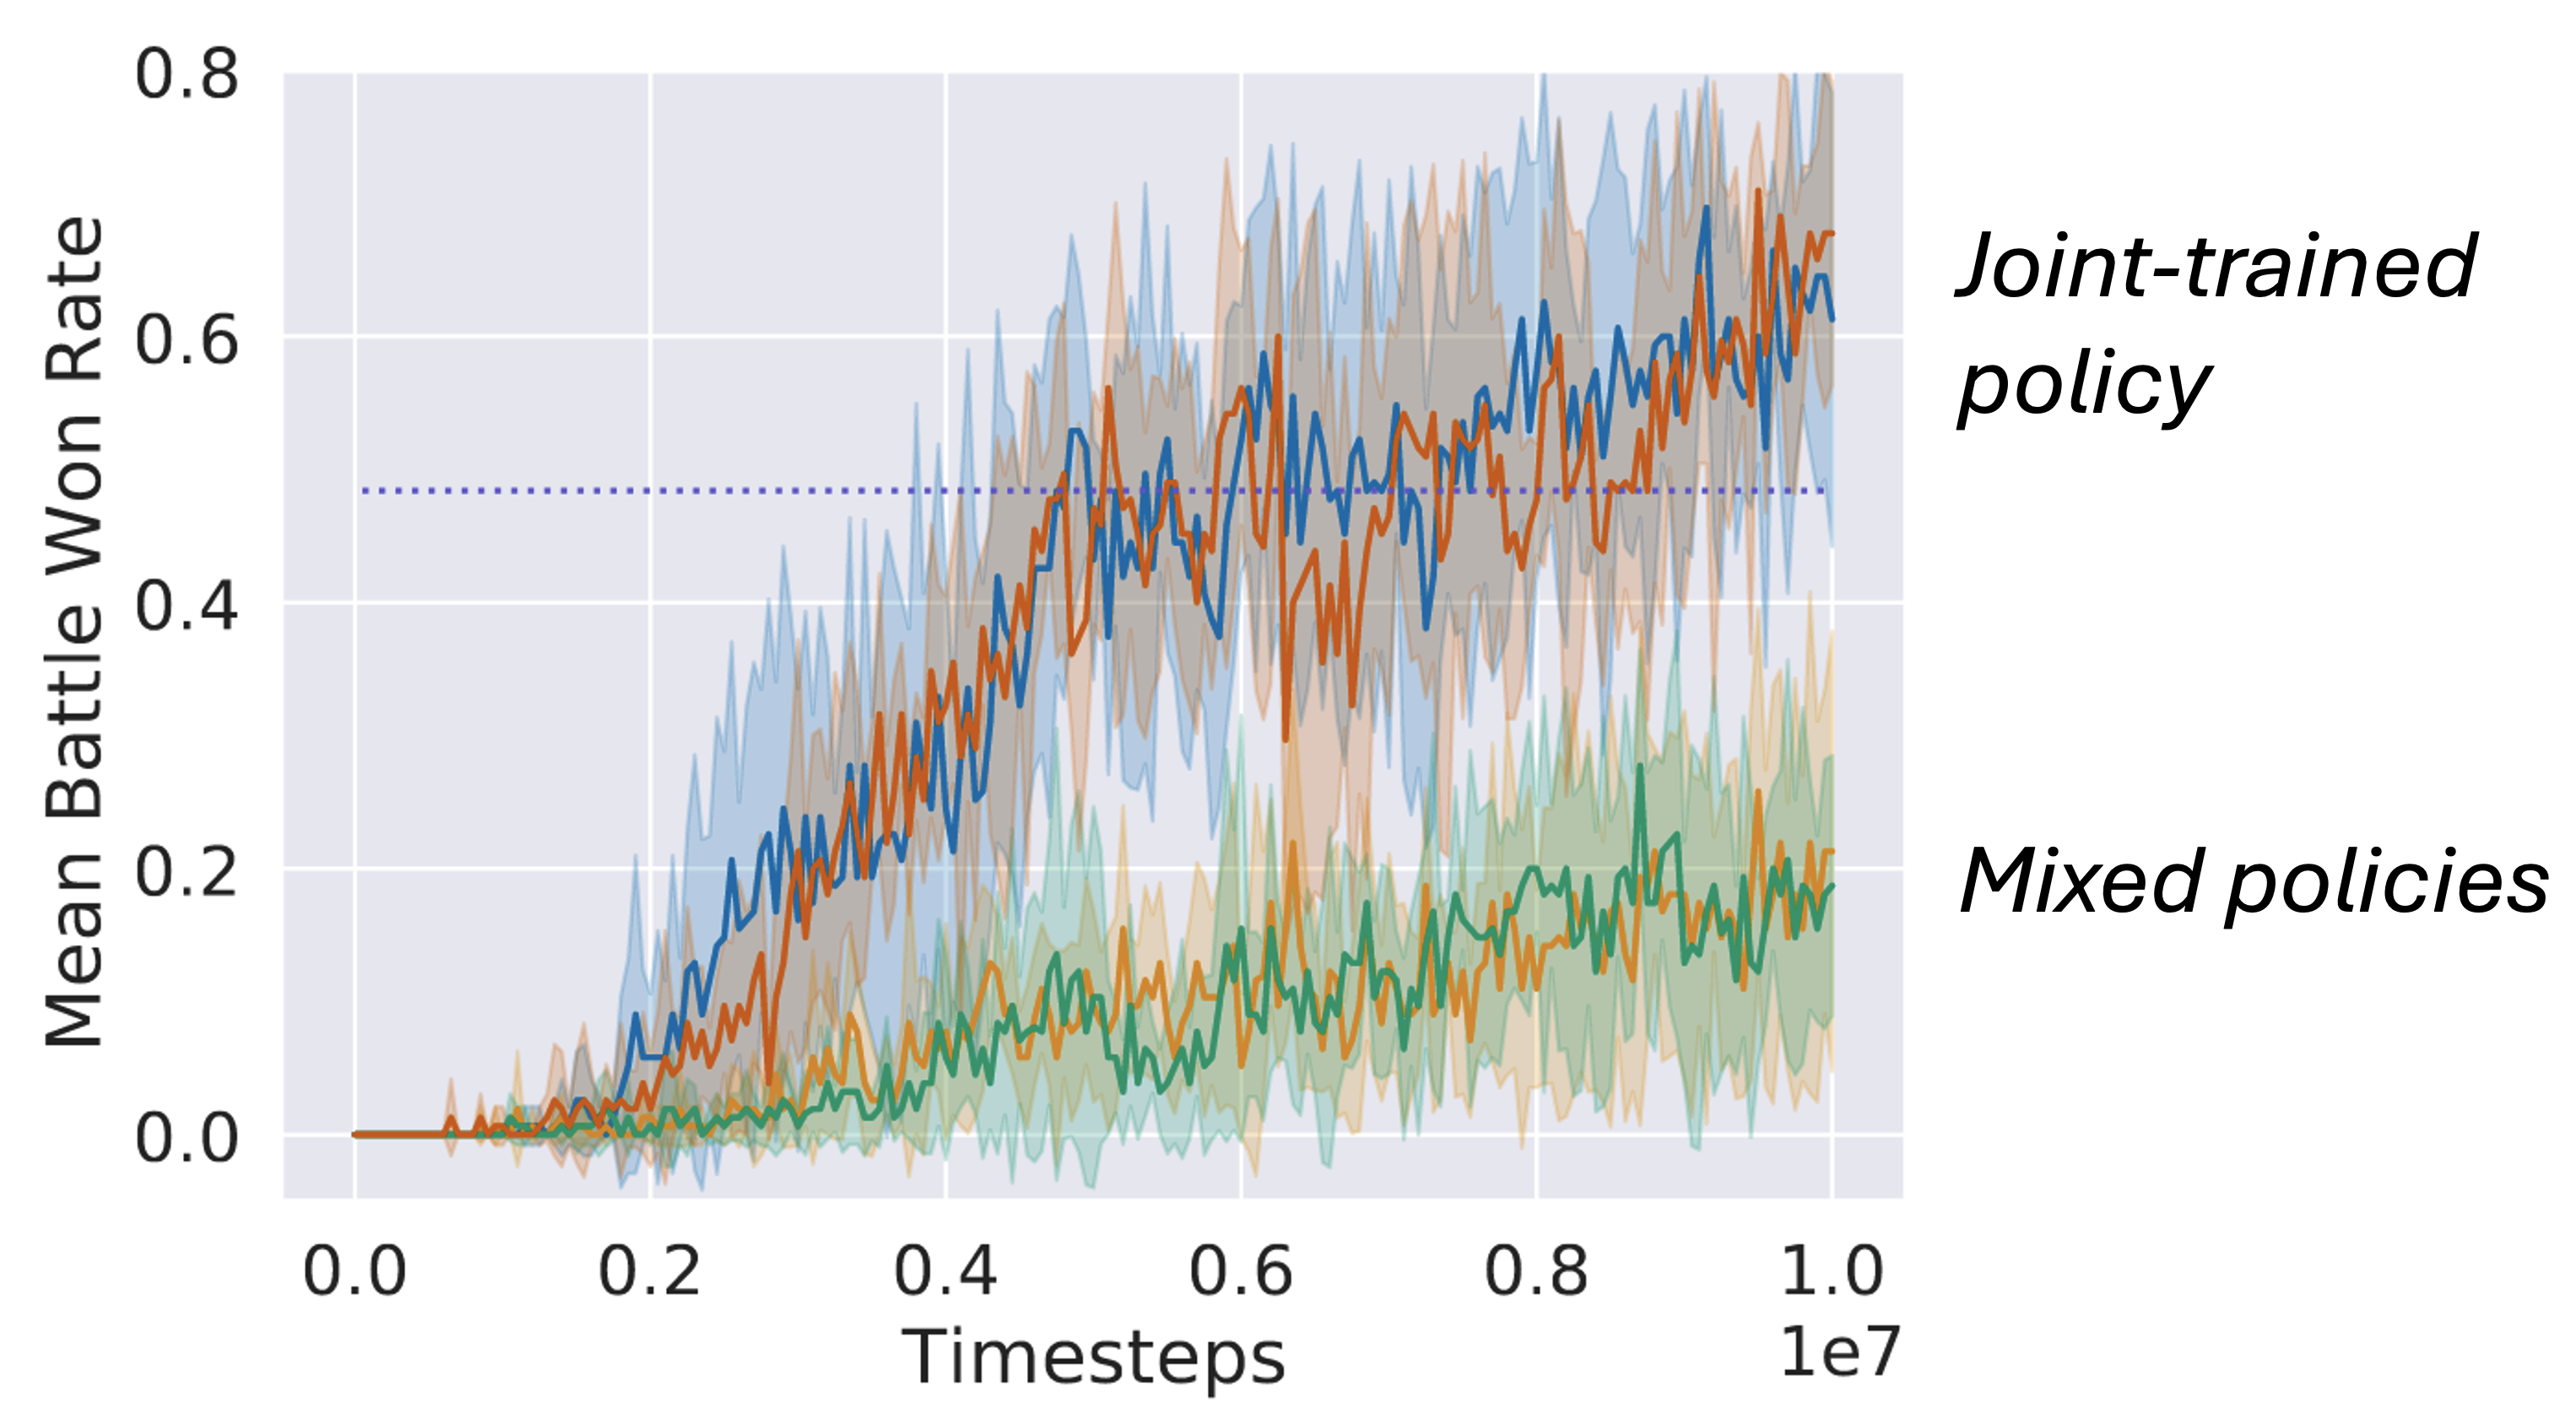 Mean Battle Won Rate
0.8
0.6
0.4
0.2
0.0
0.0 0.2 0.4 0.6 0.8 1.0
Timesteps
1e7
Joint-trained
policy
Mixed policies